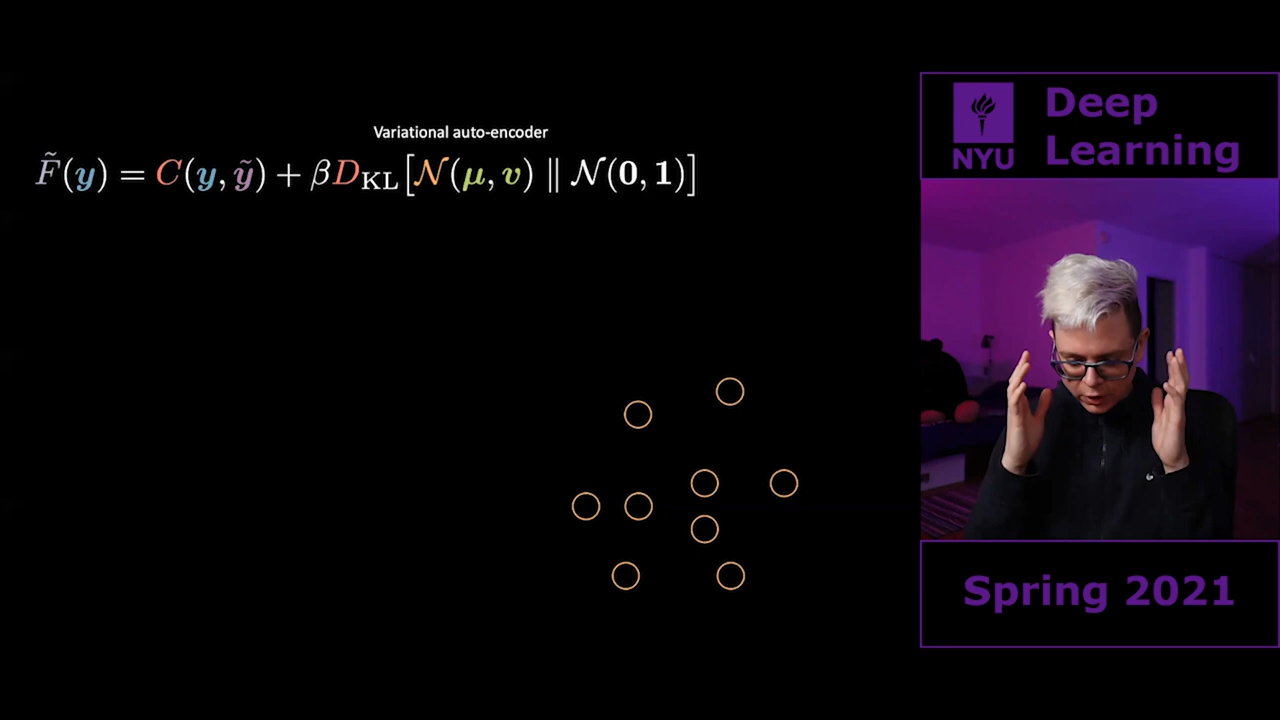 Variational auto-encoder
F̃(y) = C(y, ỹ) + βD_KL[𝒩(μ, v) ∥ 𝒩(0, 1)]
NYU
Deep
Learning
Spring 2021